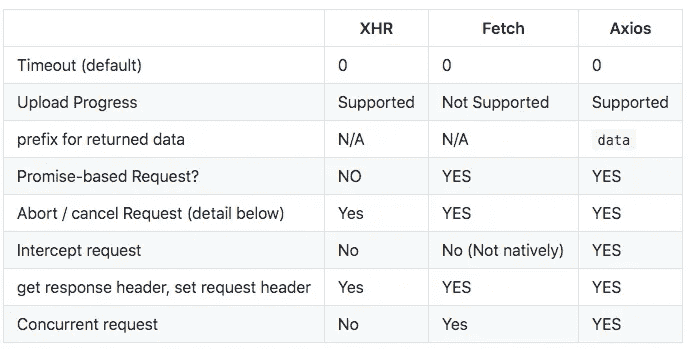 XHR Fetch Axios
Timeout (default) 0 0 0
Upload Progress Supported Not Supported Supported
prefix for returned data N/A N/A data
Promise-based Request? NO YES YES
Abort / cancel Request (detail below) Yes YES YES
Intercept request No No (Not natively) YES
get response header, set request header Yes YES YES
Concurrent request No Yes YES